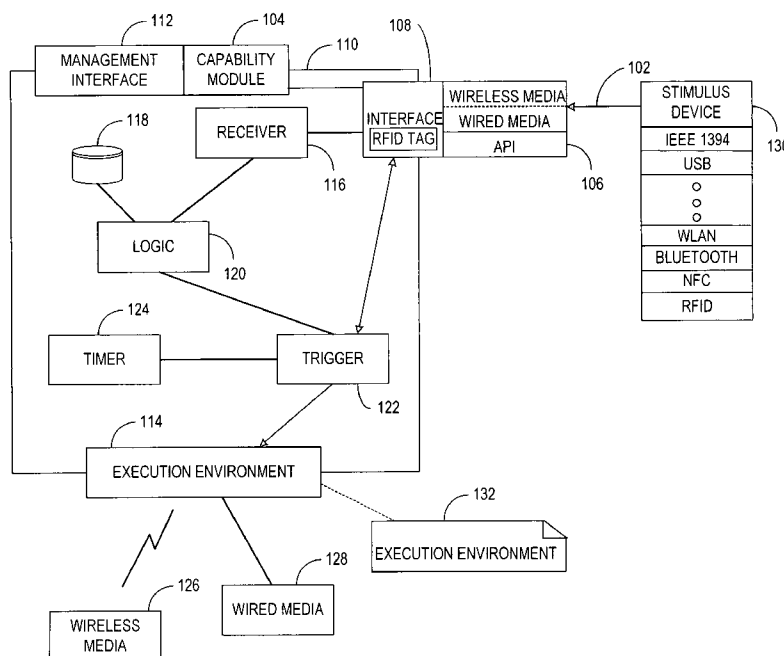 112
104
110
108
MANAGEMENT
INTERFACE
CAPABILITY
MODULE
102
118
RECEIVER
116
INTERFACE
RFID TAG
WIRELESS MEDIA
WIRED MEDIA
API
106
STIMULUS
DEVICE
IEEE 1394
USB
WLAN
BLUETOOTH
NFC
RFID
LOGIC
120
124
TIMER
TRIGGER
122
114
EXECUTION ENVIRONMENT
132
EXECUTION ENVIRONMENT
128
WIRED MEDIA
126
WIRELESS
MEDIA